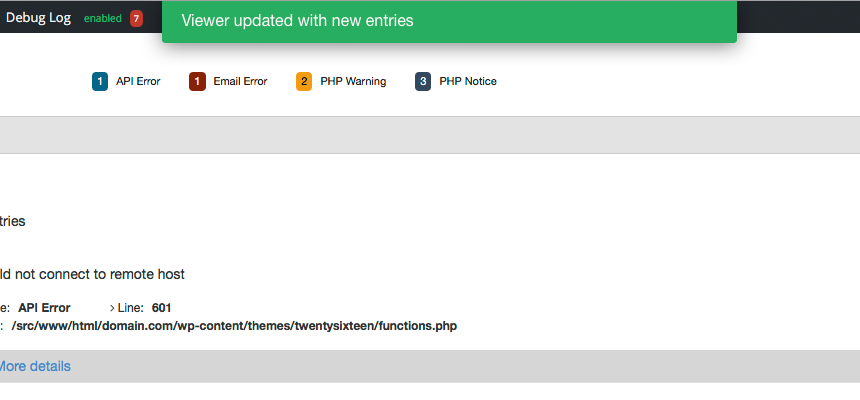 Debug Log enabled 7
Viewer updated with new entries
1 API Error 1 Email Error 2 PHP Warning 3 PHP Notice
tries
ld not connect to remote host
e: API Error › Line: 601
: /src/www/html/domain.com/wp-content/themes/twentysixteen/functions.php
More details